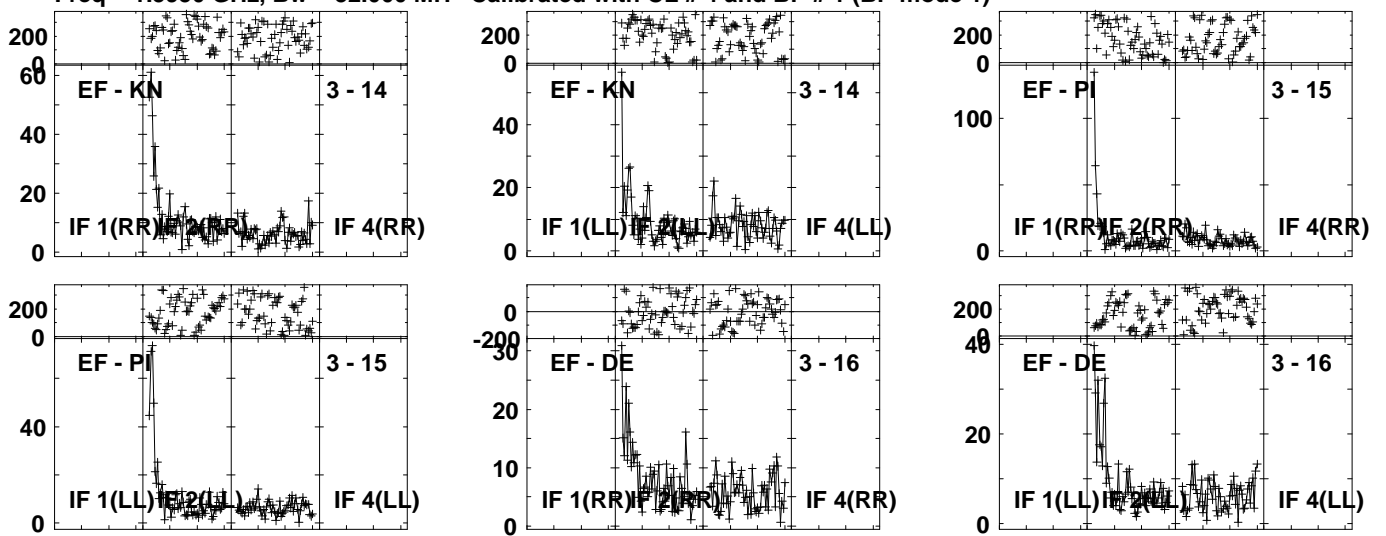 200
0
200
0
200
0
60
40
20
0
EF - KN
3 - 14
IF 1(RR)
IF 2(RR)
IF 4(RR)
60
40
20
0
EF - KN
3 - 14
IF 1(LL)
IF 2(LL)
IF 4(LL)
100
0
EF - PI
3 - 15
IF 1(RR)
IF 2(RR)
IF 4(RR)
200
0
0
-200
200
0
40
0
EF - PI
3 - 15
IF 1(LL)
IF 2(LL)
IF 4(LL)
30
20
10
0
EF - DE
3 - 16
IF 1(RR)
IF 2(RR)
IF 4(RR)
40
20
0
EF - DE
3 - 16
IF 1(LL)
IF 2(LL)
IF 4(LL)